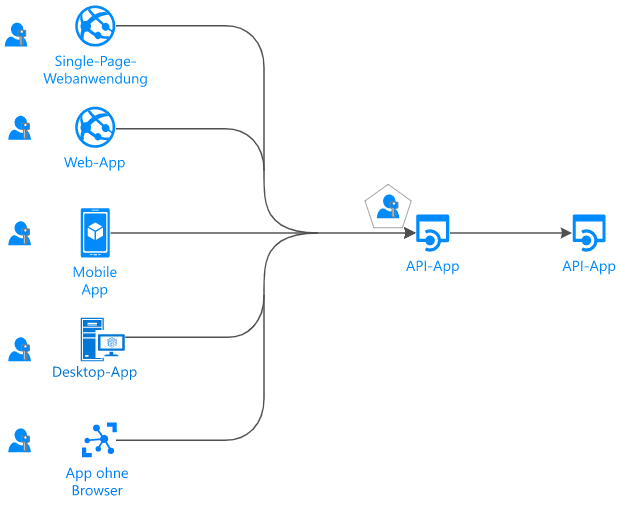 Single-Page-
Webanwendung
Web-App
Mobile
App
API-App
API-App
Desktop-App
App ohne
Browser